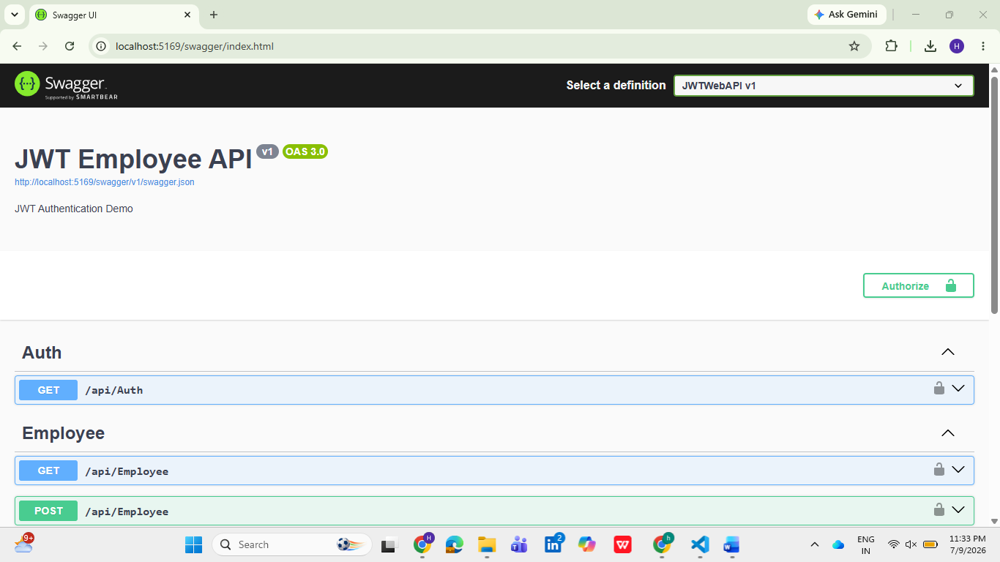 Swagger UI
Ask Gemini
localhost:5169/swagger/index.html
H
Swagger
Supported by SMARTBEAR
Select a definition
JWTWebAPI v1
JWT Employee API v1 OAS 3.0
http://localhost:5169/swagger/v1/swagger.json
JWT Authentication Demo
Authorize
Auth
GET /api/Auth
Employee
GET /api/Employee
POST /api/Employee
9+
Search
H
2
W
h
W
ENG
IN
11:33 PM
7/9/2026